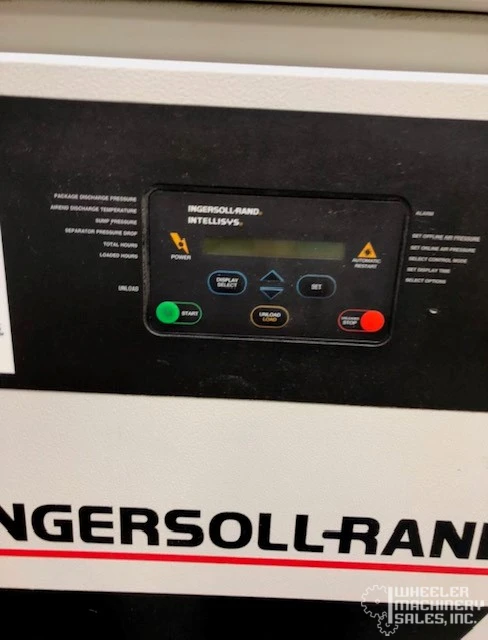 PACKAGE DISCHARGE PRESSURE
AIREND DISCHARGE TEMPERATURE
SUMP PRESSURE
SEPARATOR PRESSURE DROP
TOTAL HOURS
LOADED HOURS
UNLOAD
INGERSOLL-RAND
INTELLISYS
POWER
AUTOMATIC
RESTART
DISPLAY
SELECT
SET
START
UNLOAD
LOAD
UNLOADED
STOP
ALARM
SET OFFLINE AIR PRESSURE
SET ONLINE AIR PRESSURE
SELECT CONTROL MODE
SET DISPLAY TIME
SELECT OPTIONS
NGERSOLL-RAN
WHEELER
MACHINERY
SALES, INC.